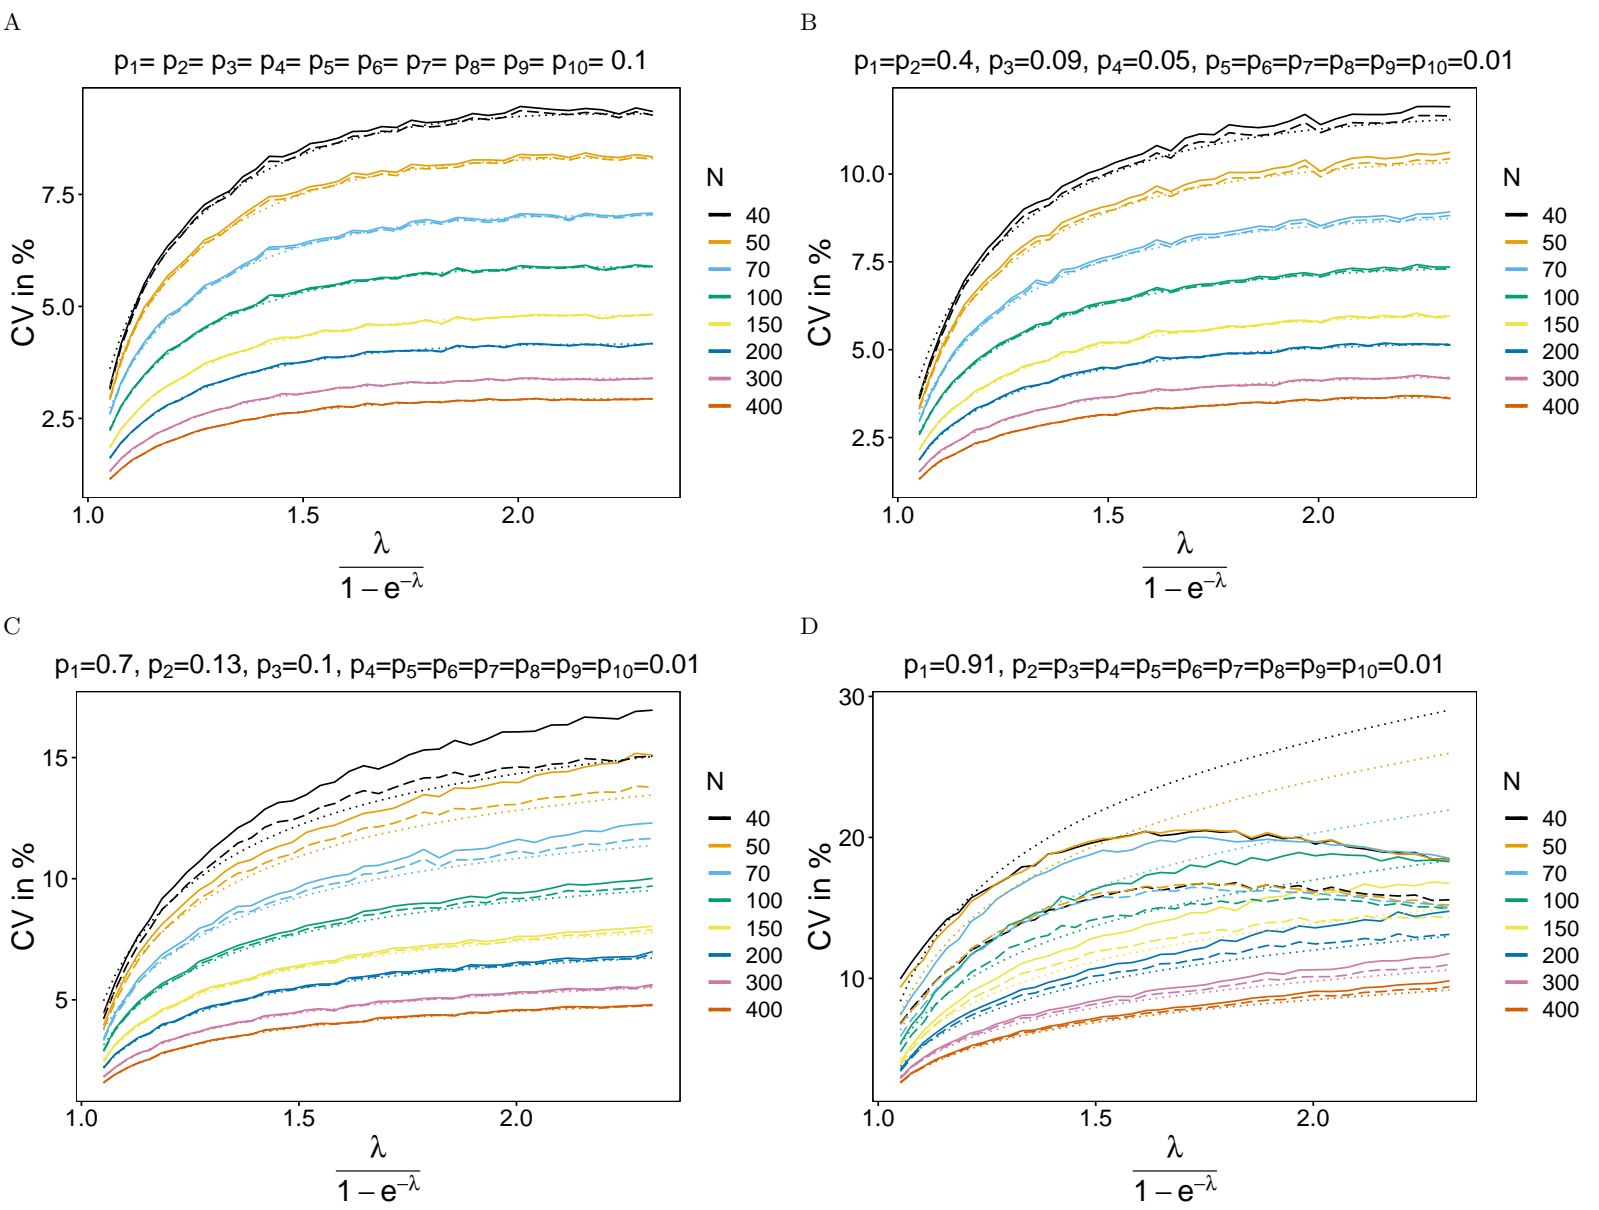 A
p1= p2= p3= p4= p5= p6= p7= p8= p9= p10= 0.1
CV in %
7.5
5.0
2.5
1.0
1.5
2.0
λ
1 − e−λ
N
40
50
70
100
150
200
300
400
B
p1=p2=0.4, p3=0.09, p4=0.05, p5=p6=p7=p8=p9=p10=0.01
CV in %
10.0
7.5
5.0
2.5
1.0
1.5
2.0
λ
1 − e−λ
N
40
50
70
100
150
200
300
400
C
p1=0.7, p2=0.13, p3=0.1, p4=p5=p6=p7=p8=p9=p10=0.01
CV in %
15
10
5
1.0
1.5
2.0
λ
1 − e−λ
N
40
50
70
100
150
200
300
400
D
p1=0.91, p2=p3=p4=p5=p6=p7=p8=p9=p10=0.01
CV in %
30
20
10
1.0
1.5
2.0
λ
1 − e−λ
N
40
50
70
100
150
200
300
400